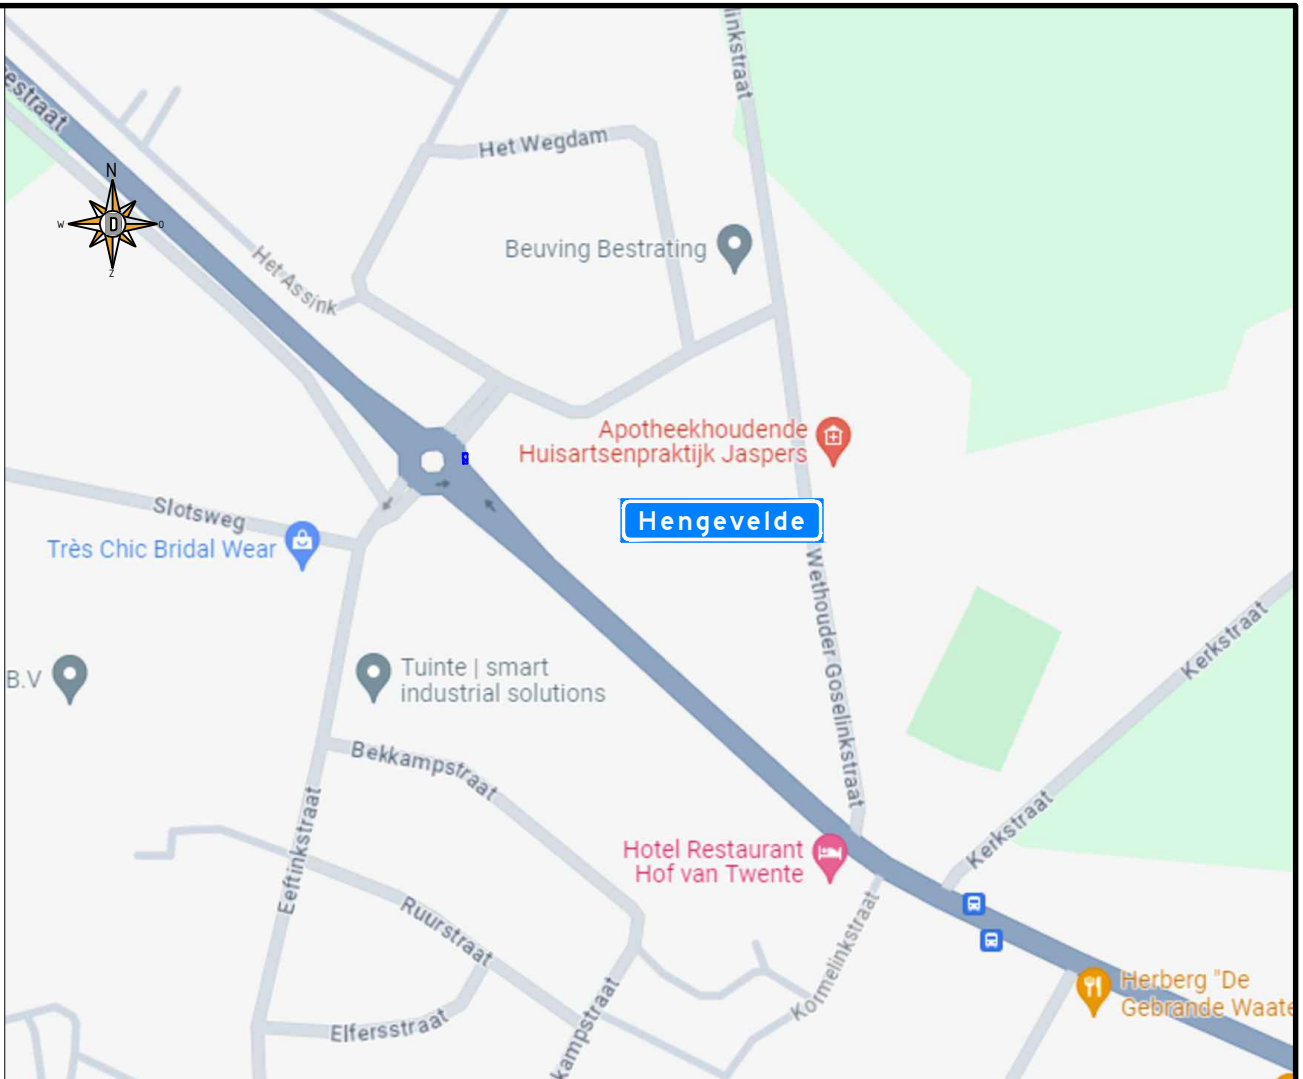 linkstraat
estraat
Het Wegdam
N
W
D
O
Z
Beuving Bestrating
Het Assink
Apotheekhoudende
Huisartsenpraktijk Jaspers
Slotsweg
Hengevelde
Très Chic Bridal Wear
Wethouder Goselinkstraat
Kerkstraat
B.V
Tuinte | smart
industrial solutions
Bekkampstraat
Eeftinkstraat
Kerkstraat
Hotel Restaurant
Hof van Twente
Ruurstraat
Kormelinkstraat
Herberg "De
Gebrande Waate
Elfersstraat
kampstraat